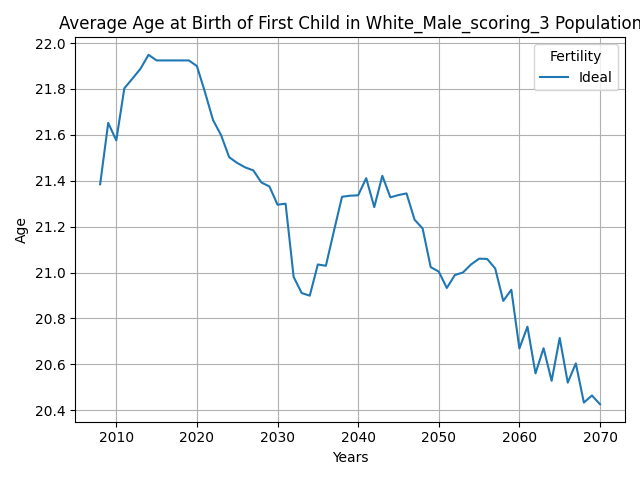 Average Age at Birth of First Child in White_Male_scoring_3 Population
Fertility
Ideal
22.0
21.8
21.6
21.4
21.2
21.0
20.8
20.6
20.4
Age
2010 2020 2030 2040 2050 2060 2070
Years